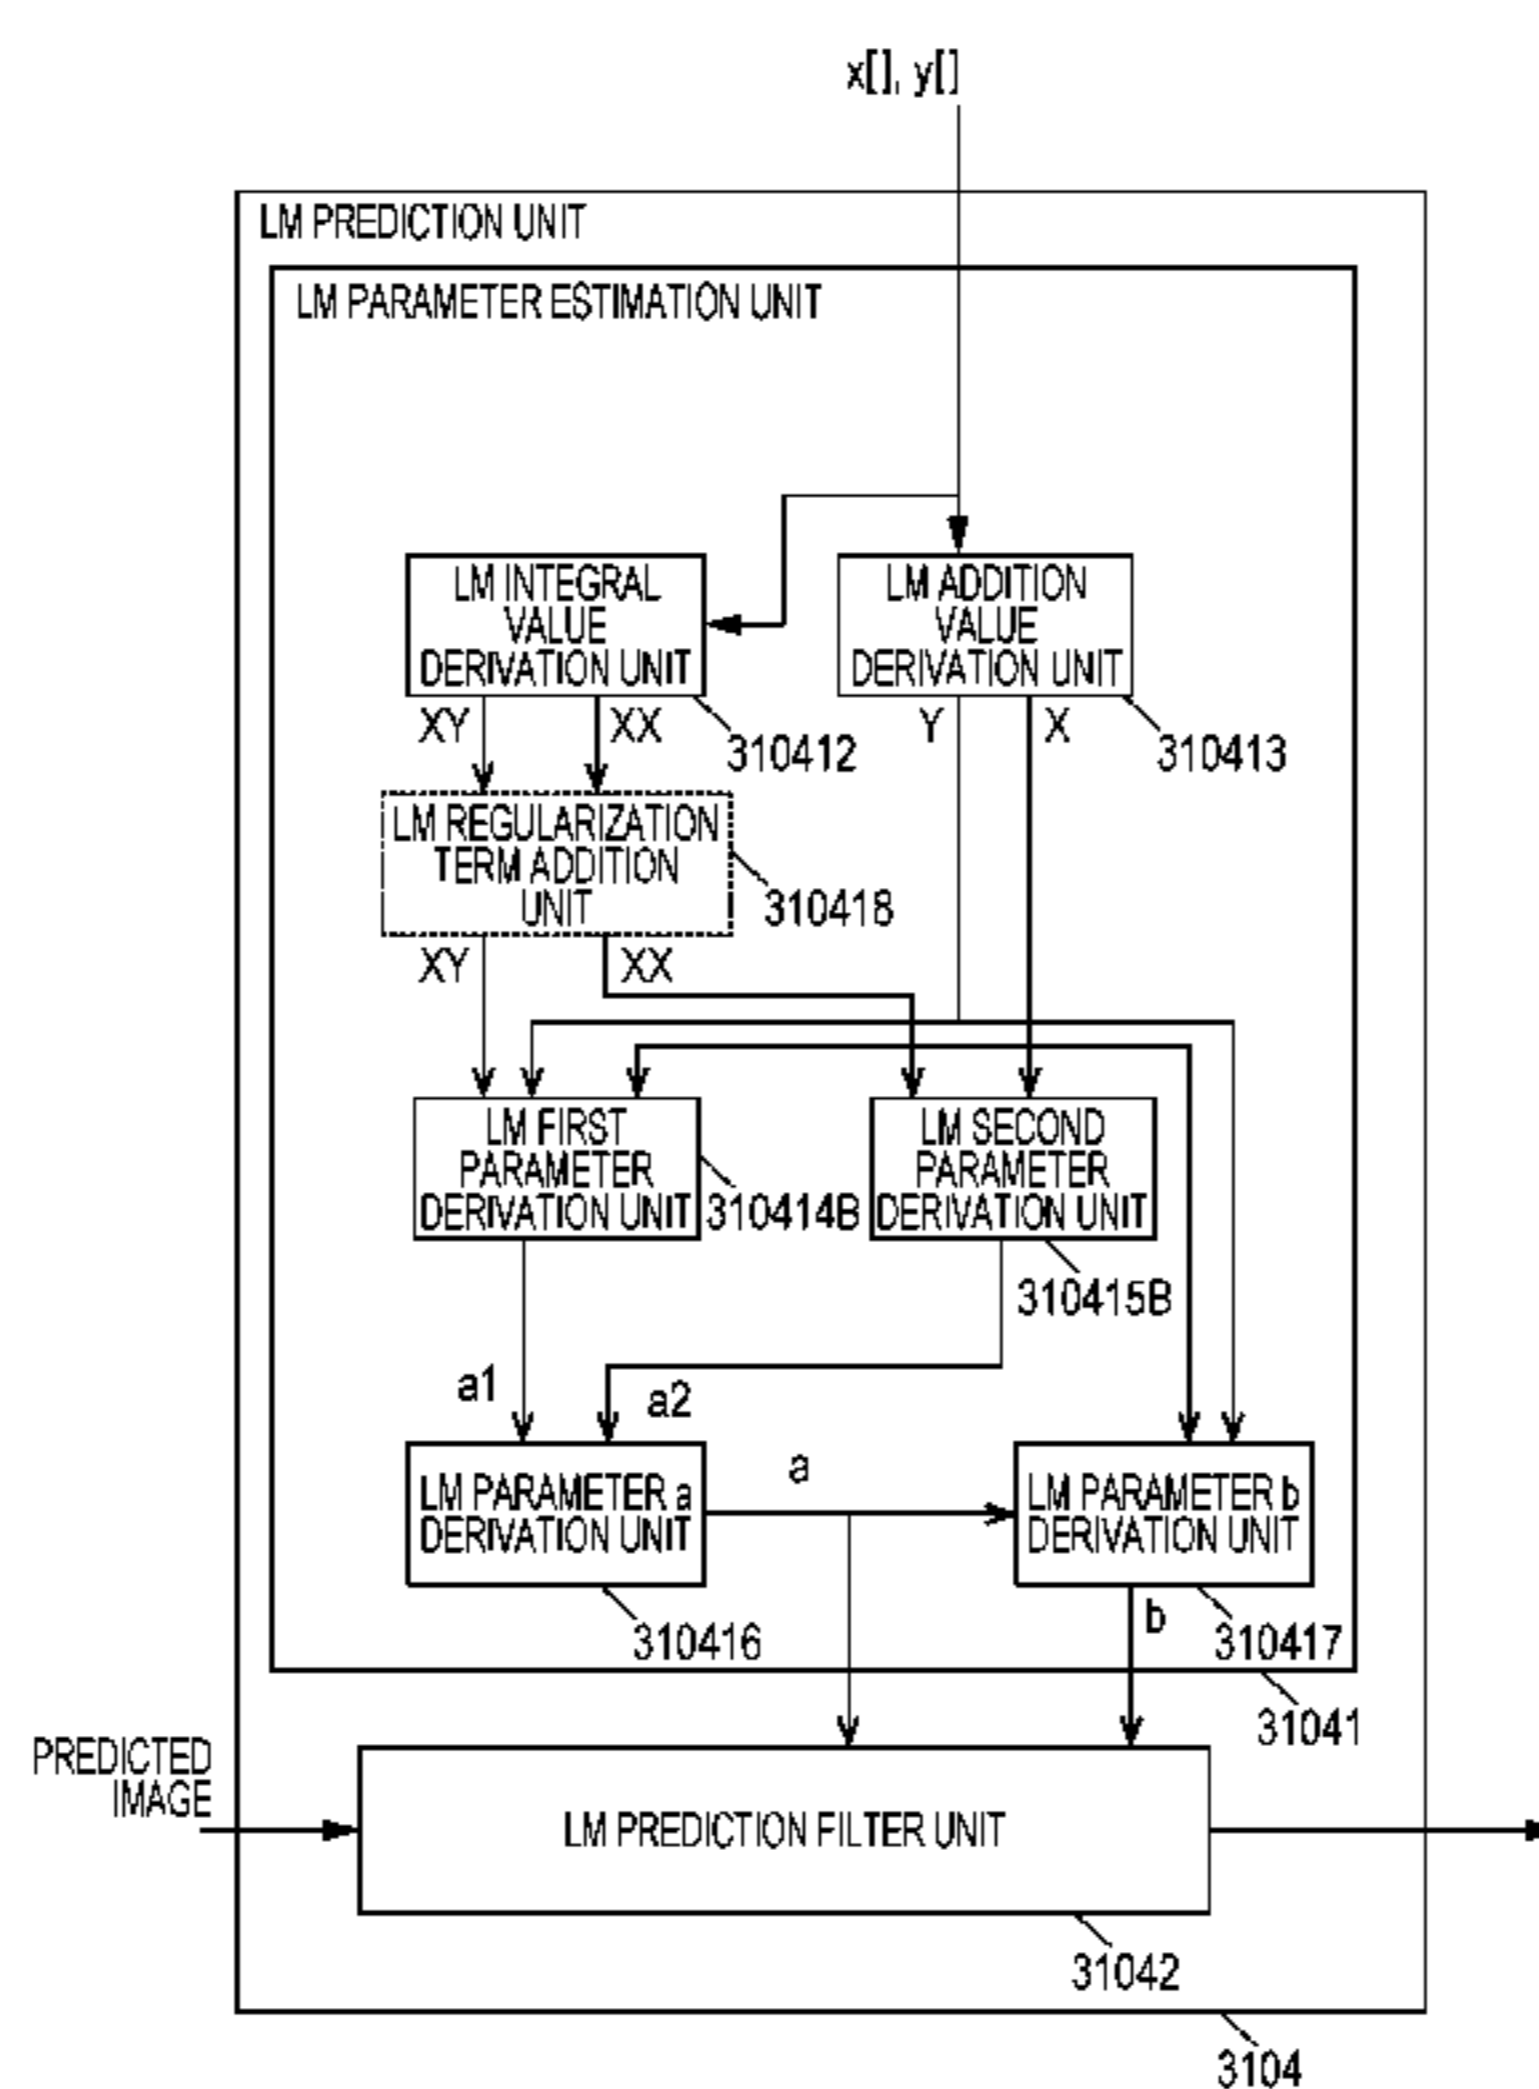 x[], y[]
LM PREDICTION UNIT
LM PARAMETER ESTIMATION UNIT
LM INTEGRAL
VALUE
DERIVATION UNIT
LM ADDITION
VALUE
DERIVATION UNIT
XY
XX
310412
Y
X
310413
LM REGULARIZATION
TERM ADDITION
UNIT
310418
XY
XX
LM FIRST
PARAMETER
DERIVATION UNIT
310414B
LM SECOND
PARAMETER
DERIVATION UNIT
310415B
a1
a2
LM PARAMETER a
DERIVATION UNIT
a
LM PARAMETER b
DERIVATION UNIT
310416
b
310417
31041
PREDICTED
IMAGE
LM PREDICTION FILTER UNIT
31042
3104